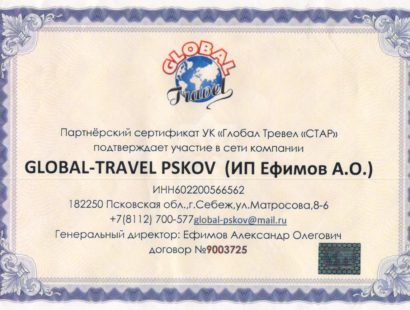 GLOBAL
Travel
Партнёрский сертификат УК «Глобал Тревел «СТАР»
подтверждает участие в сети компании
GLOBAL-TRAVEL PSKOV (ИП Ефимов А.О.)
ИНН602200566562
182250 Псковская обл.,г.Себеж,ул.Матросова,8-6
+7(8112) 700-577global-pskov@mail.ru
Генеральный директор: Ефимов Александр Олегович
договор №9003725